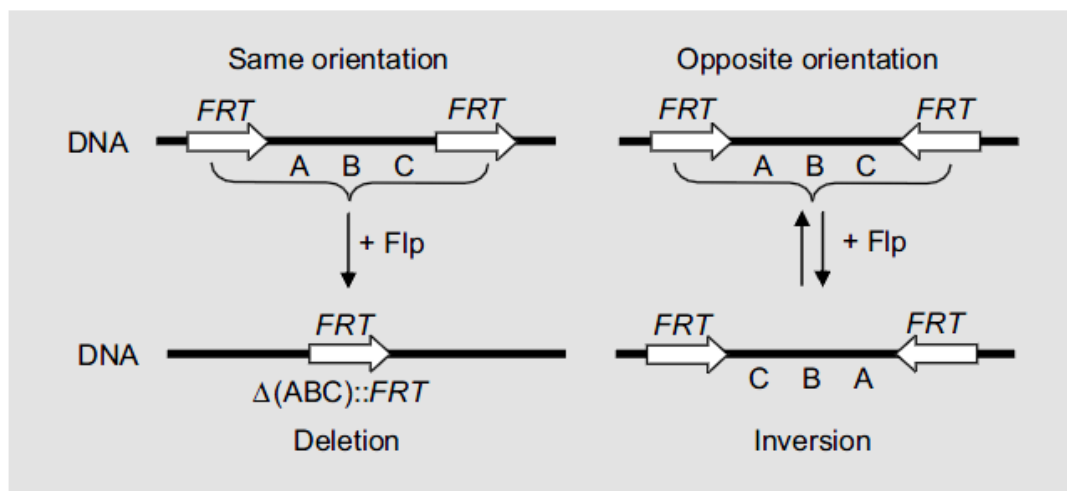 Same orientation
Opposite orientation
FRT FRT FRT FRT
DNA
A B C A B C
+ Flp + Flp
FRT FRT FRT
DNA
C B A
Δ(ABC)::FRT
Deletion Inversion